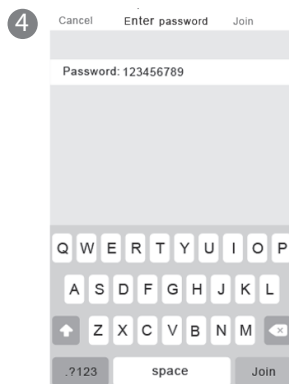 4
Cancel Enter password Join
Password: 123456789
Q W E R T Y U I O P
A S D F G H J K L
Z X C V B N M
.?123 space Join